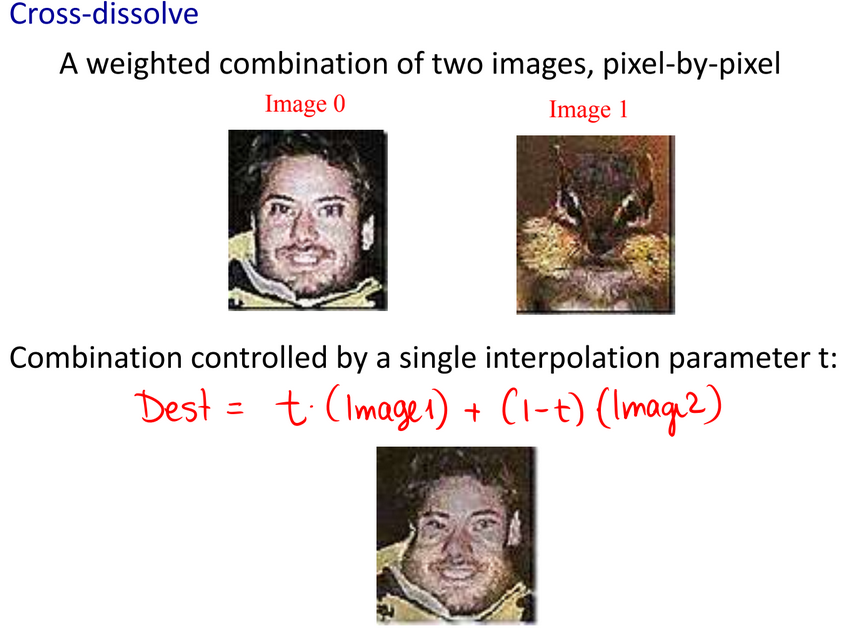 Cross-dissolve
A weighted combination of two images, pixel-by-pixel
Image 0
Image 1
Combination controlled by a single interpolation parameter t:
Dest = t · (Image1) + (1-t) (Image2)